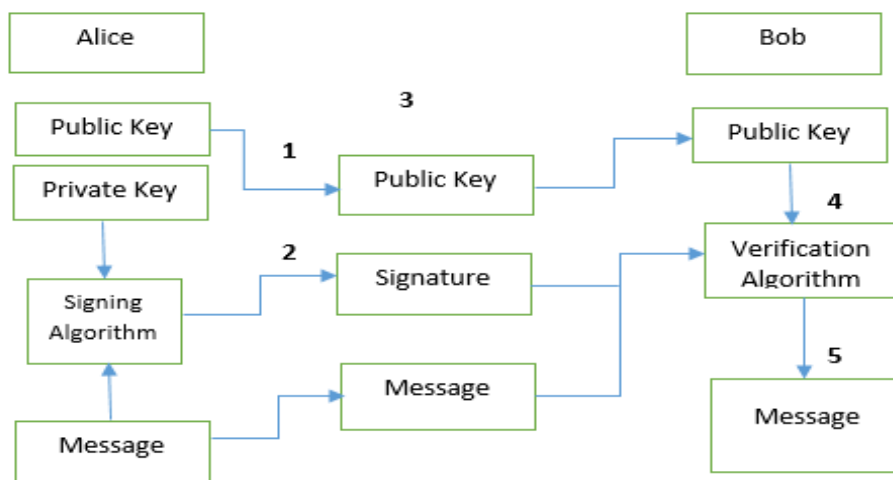 Alice
Bob
3
Public Key
Public Key
1
Public Key
Private Key
4
2
Signature
Verification
Algorithm
Signing
Algorithm
5
Message
Message
Message